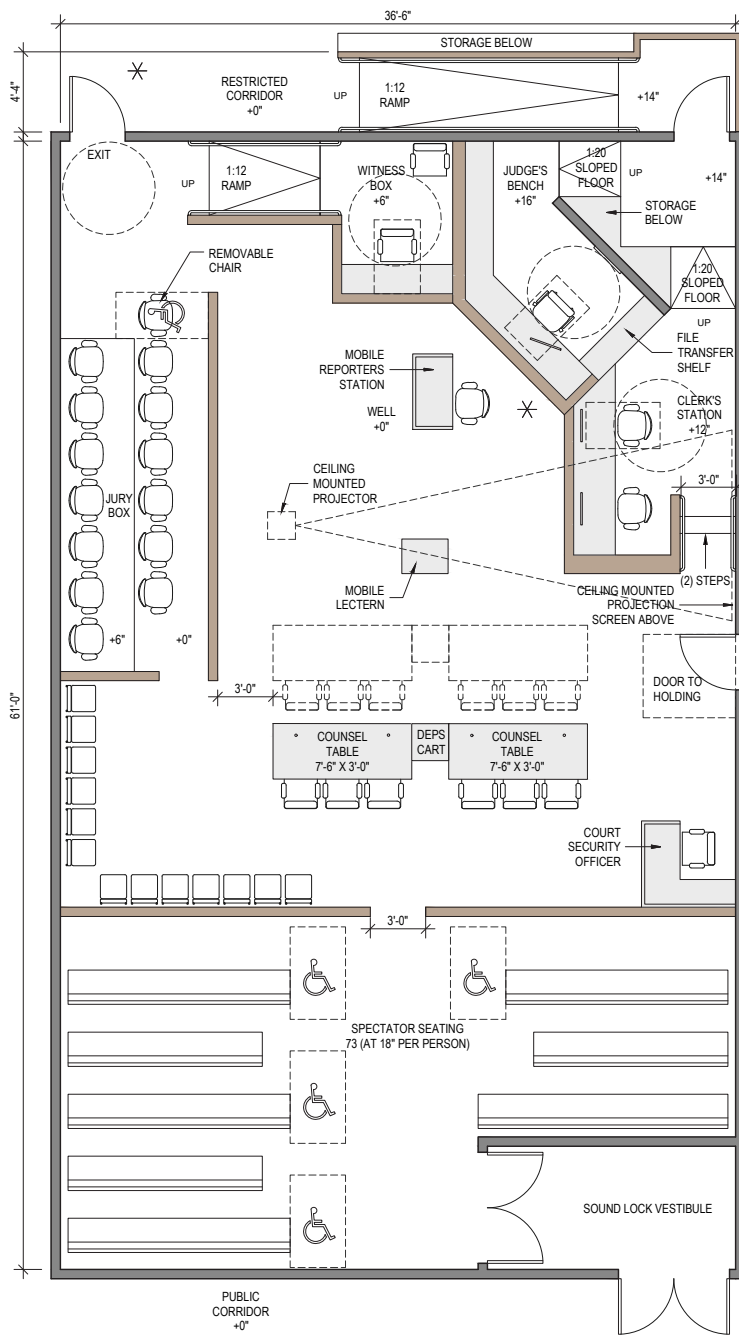 36'-6"
STORAGE BELOW
4'-4"
RESTRICTED
CORRIDOR
+0"
UP
1:12
RAMP
+14"
EXIT
UP
1:12
RAMP
WITNESS
BOX
+6"
JUDGE'S
BENCH
+16"
1:20
SLOPED
FLOOR
UP
+14"
STORAGE
BELOW
REMOVABLE
CHAIR
1:20
SLOPED
FLOOR
UP
FILE
TRANSFER
SHELF
MOBILE
REPORTERS
STATION
WELL
+0"
CLERK'S
STATION
+12"
CEILING
MOUNTED
PROJECTOR
3'-0"
JURY
BOX
MOBILE
LECTERN
(2) STEPS
CEILING MOUNTED
PROJECTION
SCREEN ABOVE
+6"
+0"
3'-0"
DOOR TO
HOLDING
61'-0"
COUNSEL
TABLE
7'-6" X 3'-0"
DEPS
CART
COUNSEL
TABLE
7'-6" X 3'-0"
COURT
SECURITY
OFFICER
3'-0"
SPECTATOR SEATING
73 (AT 18" PER PERSON)
SOUND LOCK VESTIBULE
PUBLIC
CORRIDOR
+0"